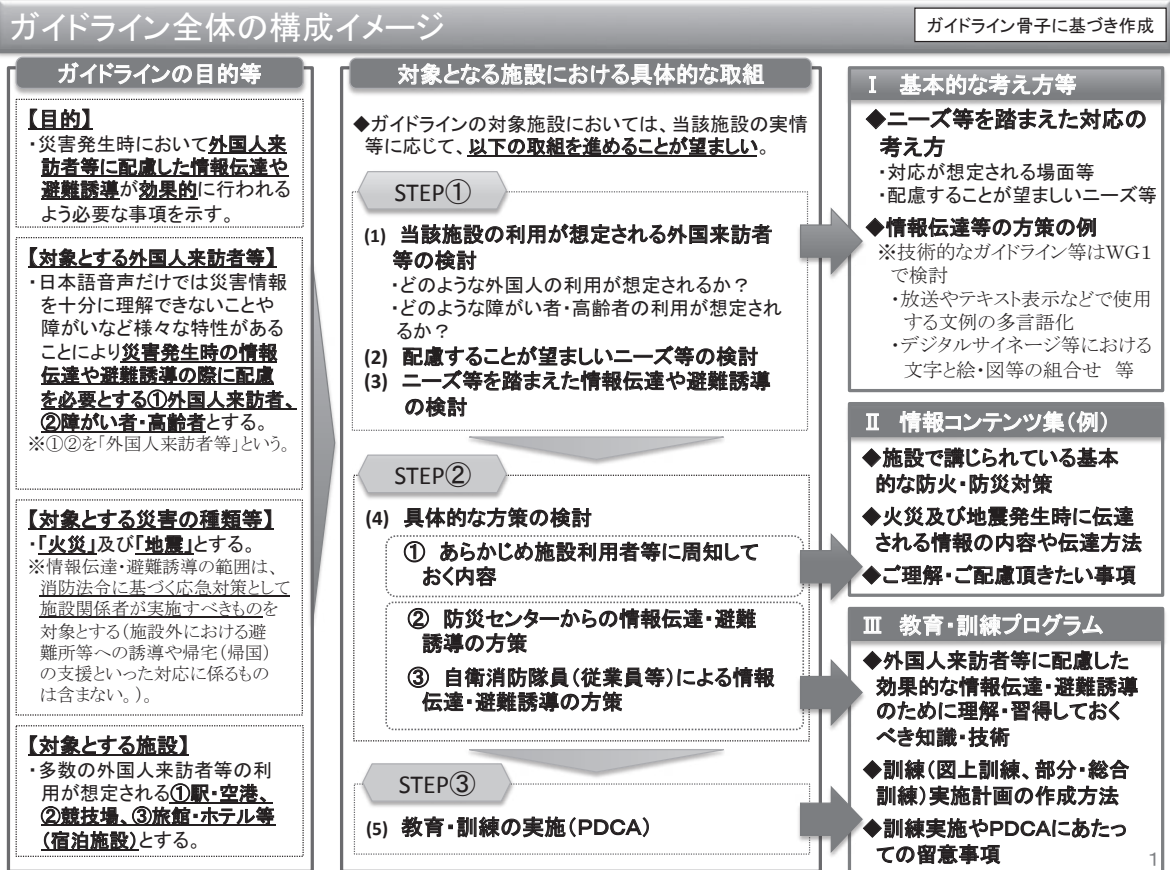 ガイドライン全体の構成イメージ
ガイドライン骨子に基づき作成
ガイドラインの目的等
【目的】
・災害発生時において外国人来
訪者等に配慮した情報伝達や
避難誘導が効果的に行われる
よう必要な事項を示す。
【対象とする外国人来訪者等】
・日本語音声だけでは災害情報
を十分に理解できないことや
障がいなど様々な特性がある
ことにより災害発生時の情報
伝達や避難誘導の際に配慮
を必要とする①外国人来訪者、
②障がい者・高齢者とする。
※①②を「外国人来訪者等」という。
【対象とする災害の種類等】
・「火災」及び「地震」とする。
※情報伝達・避難誘導の範囲は、
消防法令に基づく応急対策として
施設関係者が実施すべきものを
対象とする(施設外における避
難所等への誘導や帰宅(帰国)
の支援といった対応に係るもの
は含まない。)。
【対象とする施設】
・多数の外国人来訪者等の利
用が想定される①駅・空港、
②競技場、③旅館・ホテル等
(宿泊施設)とする。
対象となる施設における具体的な取組
◆ガイドラインの対象施設においては、当該施設の実情
等に応じて、以下の取組を進めることが望ましい。
STEP①
(1) 当該施設の利用が想定される外国来訪者
等の検討
・どのような外国人の利用が想定されるか？
・どのような障がい者・高齢者の利用が想定され
るか？
(2) 配慮することが望ましいニーズ等の検討
(3) ニーズ等を踏まえた情報伝達や避難誘導
の検討
STEP②
(4) 具体的な方策の検討
① あらかじめ施設利用者等に周知して
おく内容
② 防災センターからの情報伝達・避難
誘導の方策
③ 自衛消防隊員(従業員等)による情報
伝達・避難誘導の方策
STEP③
(5) 教育・訓練の実施(PDCA)
Ⅰ 基本的な考え方等
◆ニーズ等を踏まえた対応の
考え方
・対応が想定される場面等
・配慮することが望ましいニーズ等
◆情報伝達等の方策の例
※技術的なガイドライン等はWG1
で検討
・放送やテキスト表示などで使用
する文例の多言語化
・デジタルサイネージ等における
文字と絵・図等の組合せ 等
Ⅱ 情報コンテンツ集(例)
◆施設で講じられている基本
的な防火・防災対策
◆火災及び地震発生時に伝達
される情報の内容や伝達方法
◆ご理解・ご配慮頂きたい事項
Ⅲ 教育・訓練プログラム
◆外国人来訪者等に配慮した
効果的な情報伝達・避難誘導
のために理解・習得しておく
べき知識・技術
◆訓練(図上訓練、部分・総合
訓練)実施計画の作成方法
◆訓練実施やPDCAにあたっ
ての留意事項
1